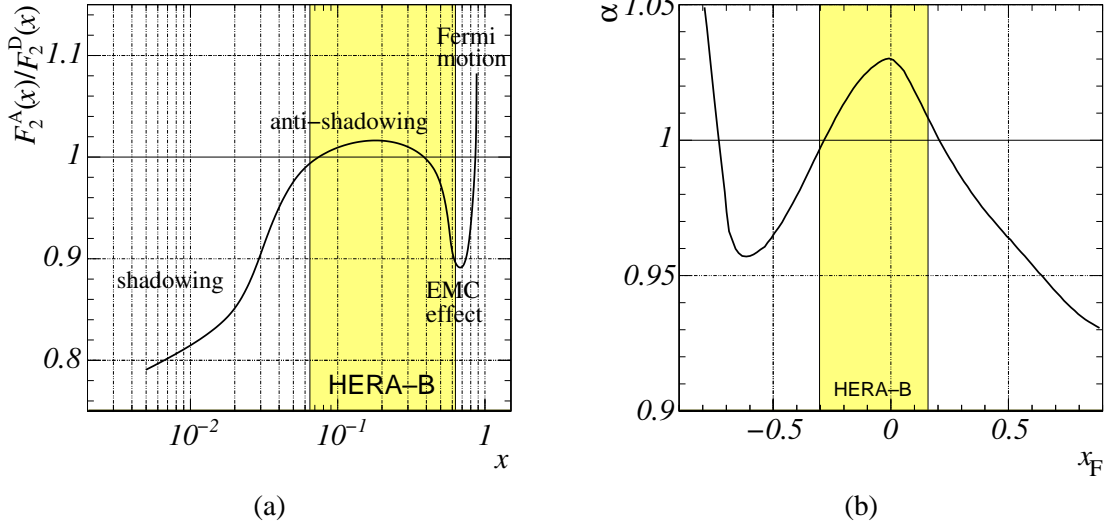 F₂ᴬ(x)/F₂ᴰ(x)
1.1
1
0.9
0.8
Fermi
motion
anti−shadowing
shadowing
EMC
effect
HERA−B
10⁻²
10⁻¹
1
x
(a)
α
1.05
1
0.95
0.9
HERA−B
−0.5
0
0.5
x_F
(b)